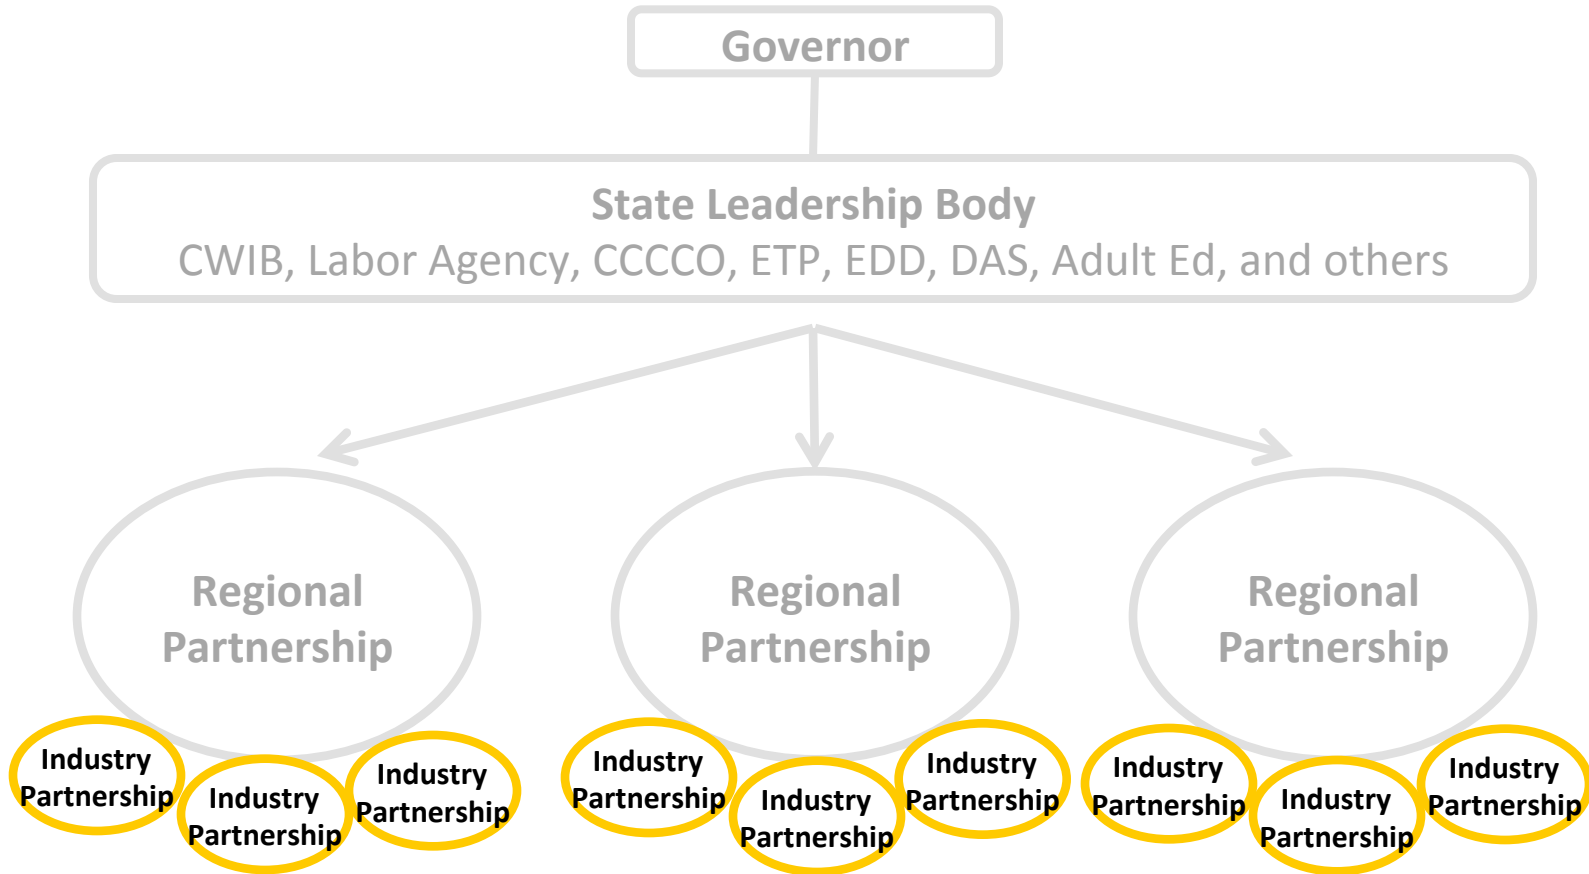 Governor
State Leadership Body
CWIB, Labor Agency, CCCCO, ETP, EDD, DAS, Adult Ed, and others
Regional
Partnership
Regional
Partnership
Regional
Partnership
Industry
Partnership
Industry
Partnership
Industry
Partnership
Industry
Partnership
Industry
Partnership
Industry
Partnership
Industry
Partnership
Industry
Partnership
Industry
Partnership